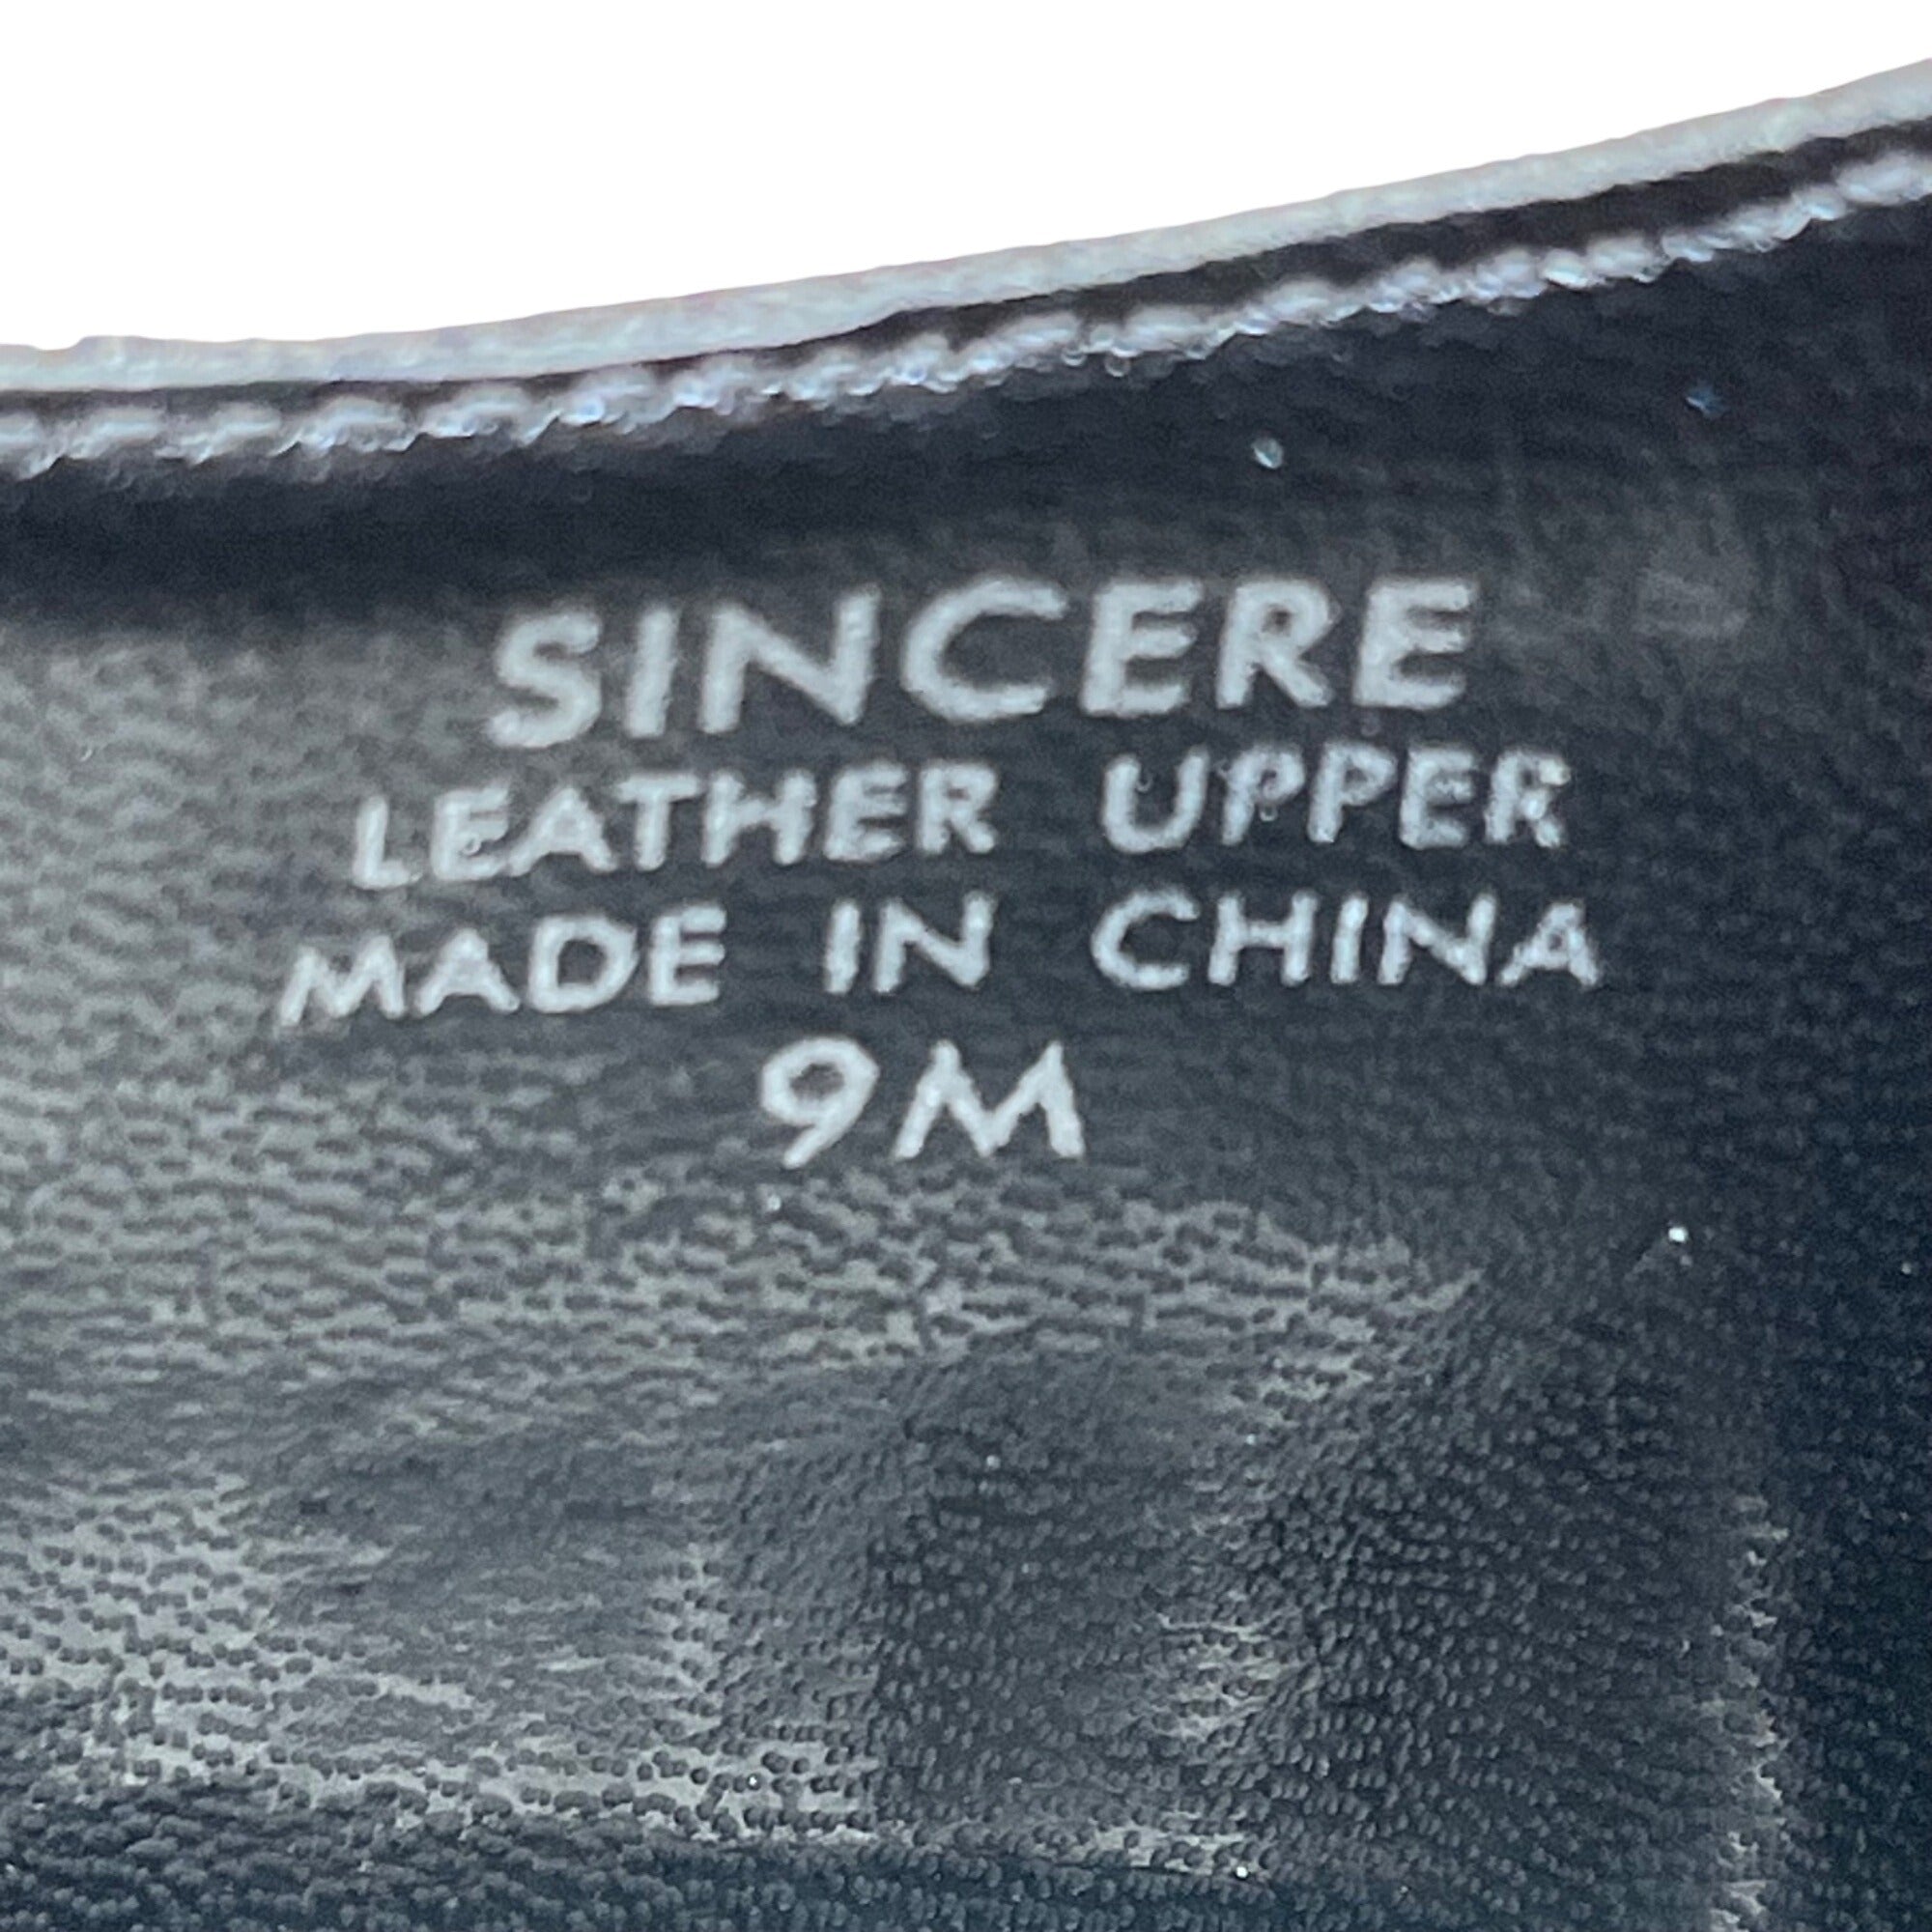 SINCERE
LEATHER UPPER
MADE IN CHINA
9M